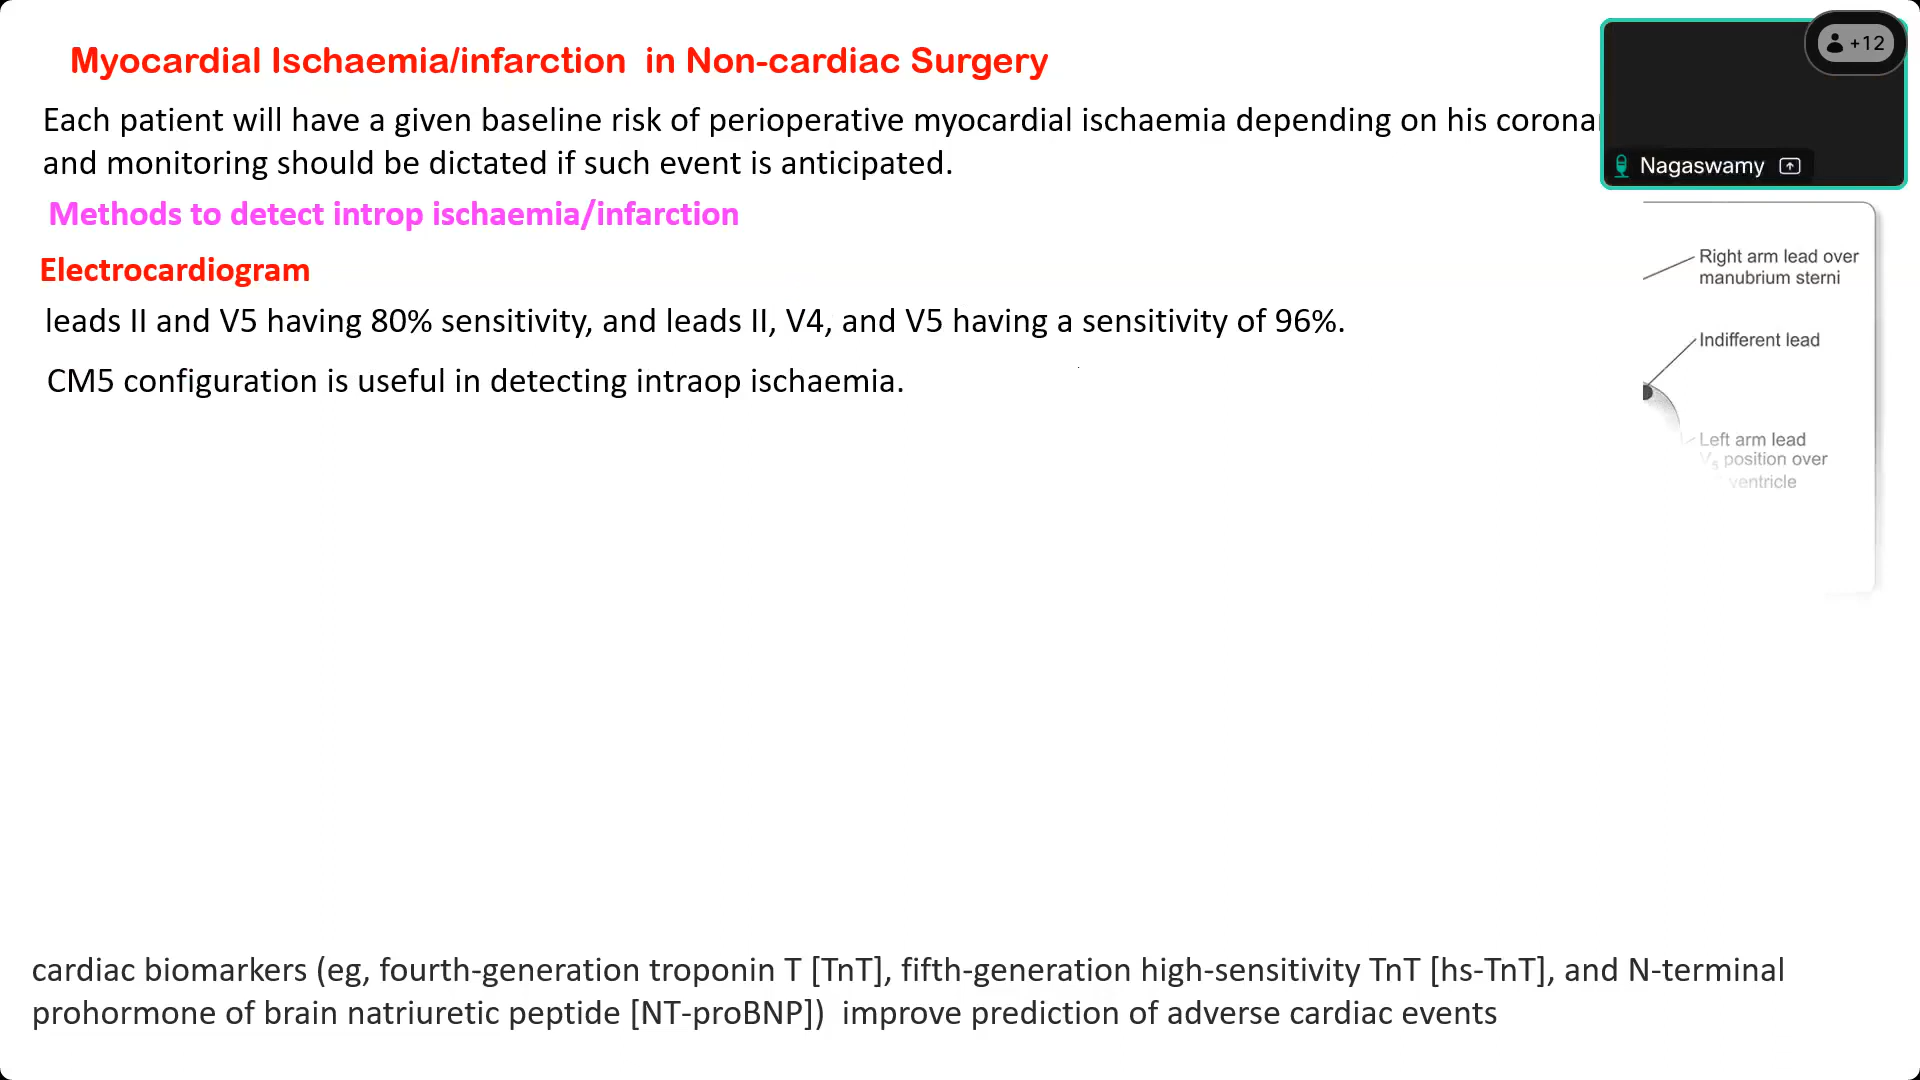 Myocardial Ischaemia/infarction in Non-cardiac Surgery
+12
Each patient will have a given baseline risk of perioperative myocardial ischaemia depending on his
and monitoring should be dictated if such event is anticipated.
Nagaswamy
Methods to detect introp ischaemia/infarction
Right arm lead over
manubrium sterni
Electrocardiogram
leads II and V5 having 80% sensitivity, and leads II, V4, and V5 having a sensitivity of 96%.
Indifferent lead
CM5 configuration is useful in detecting intraop ischaemia.
Left arm lead
V5 position over
ventricle
cardiac biomarkers (eg, fourth-generation troponin T [TnT], fifth-generation high-sensitivity TnT [hs-TnT], and N-terminal
prohormone of brain natriuretic peptide [NT-proBNP]) improve prediction of adverse cardiac events